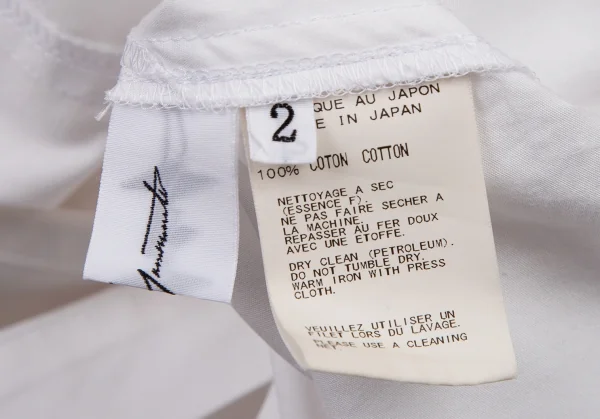 2
QUE AU JAPON
E IN JAPAN
100% COTON COTTON
NETTOYAGE A SEC
(ESSENCE F).
NE PAS FAIRE SECHER A
LA MACHINE.
REPASSER AU FER DOUX
AVEC UNE ETOFFE.
DRY CLEAN (PETROLEUM).
DO NOT TUMBLE DRY.
WARM IRON WITH PRESS
CLOTH.
VEUILLEZ UTILISER UN
FILET LORS DU LAVAGE.
PLEASE USE A CLEANING
NET